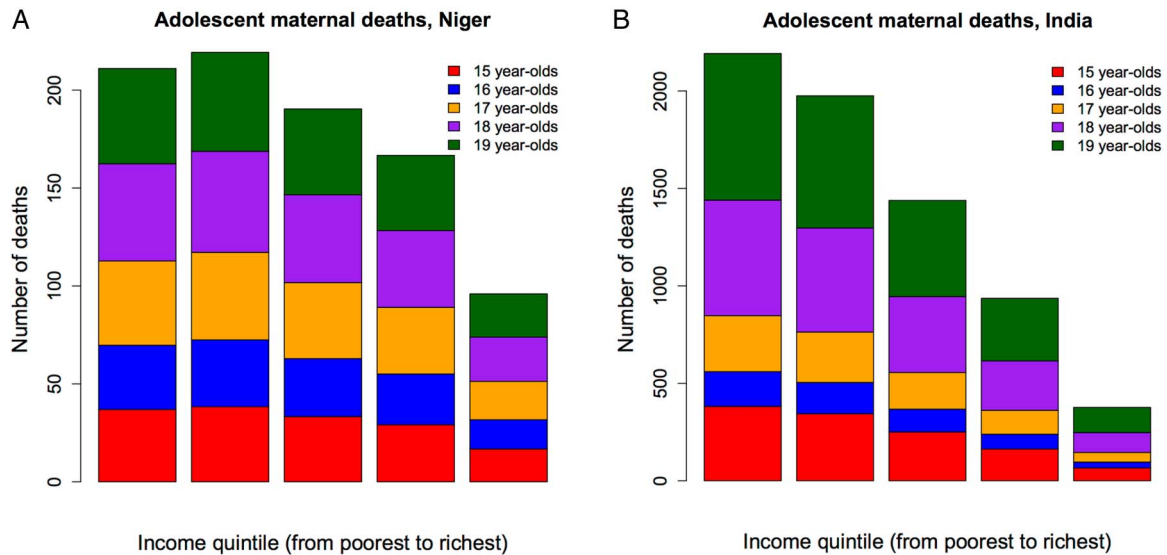 A
Adolescent maternal deaths, Niger
15 year-olds
16 year-olds
17 year-olds
18 year-olds
19 year-olds
Number of deaths
0
50
100
150
200
Income quintile (from poorest to richest)
B
Adolescent maternal deaths, India
15 year-olds
16 year-olds
17 year-olds
18 year-olds
19 year-olds
Number of deaths
0
500
1000
1500
2000
Income quintile (from poorest to richest)